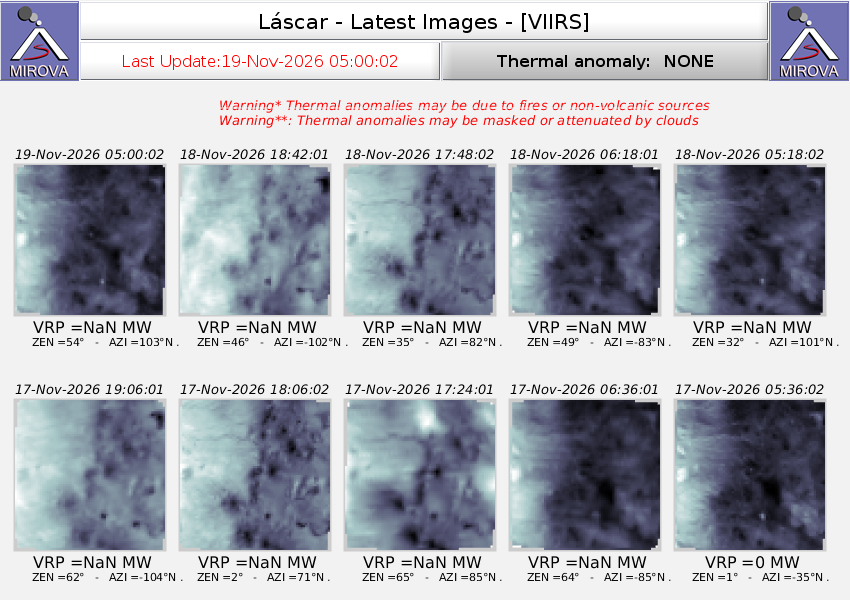 Láscar - Latest Images - [VIIRS]
MIROVA
Last Update:19-Nov-2026 05:00:02
Thermal anomaly: NONE
MIROVA
Warning* Thermal anomalies may be due to fires or non-volcanic sources
Warning**: Thermal anomalies may be masked or attenuated by clouds
19-Nov-2026 05:00:02 18-Nov-2026 18:42:01 18-Nov-2026 17:48:02 18-Nov-2026 06:18:01 18-Nov-2026 05:18:02
VRP =NaN MW VRP =NaN MW VRP =NaN MW VRP =NaN MW VRP =NaN MW
ZEN =54° - AZI =103°N . ZEN =46° - AZI =-102°N . ZEN =35° - AZI =82°N . ZEN =49° - AZI =-83°N . ZEN =32° - AZI =101°N .
17-Nov-2026 19:06:01 17-Nov-2026 18:06:02 17-Nov-2026 17:24:01 17-Nov-2026 06:36:01 17-Nov-2026 05:36:02
VRP =NaN MW VRP =NaN MW VRP =NaN MW VRP =NaN MW VRP =0 MW
ZEN =62° - AZI =-104°N . ZEN =2° - AZI =71°N . ZEN =65° - AZI =85°N . ZEN =64° - AZI =-85°N . ZEN =1° - AZI =-35°N .